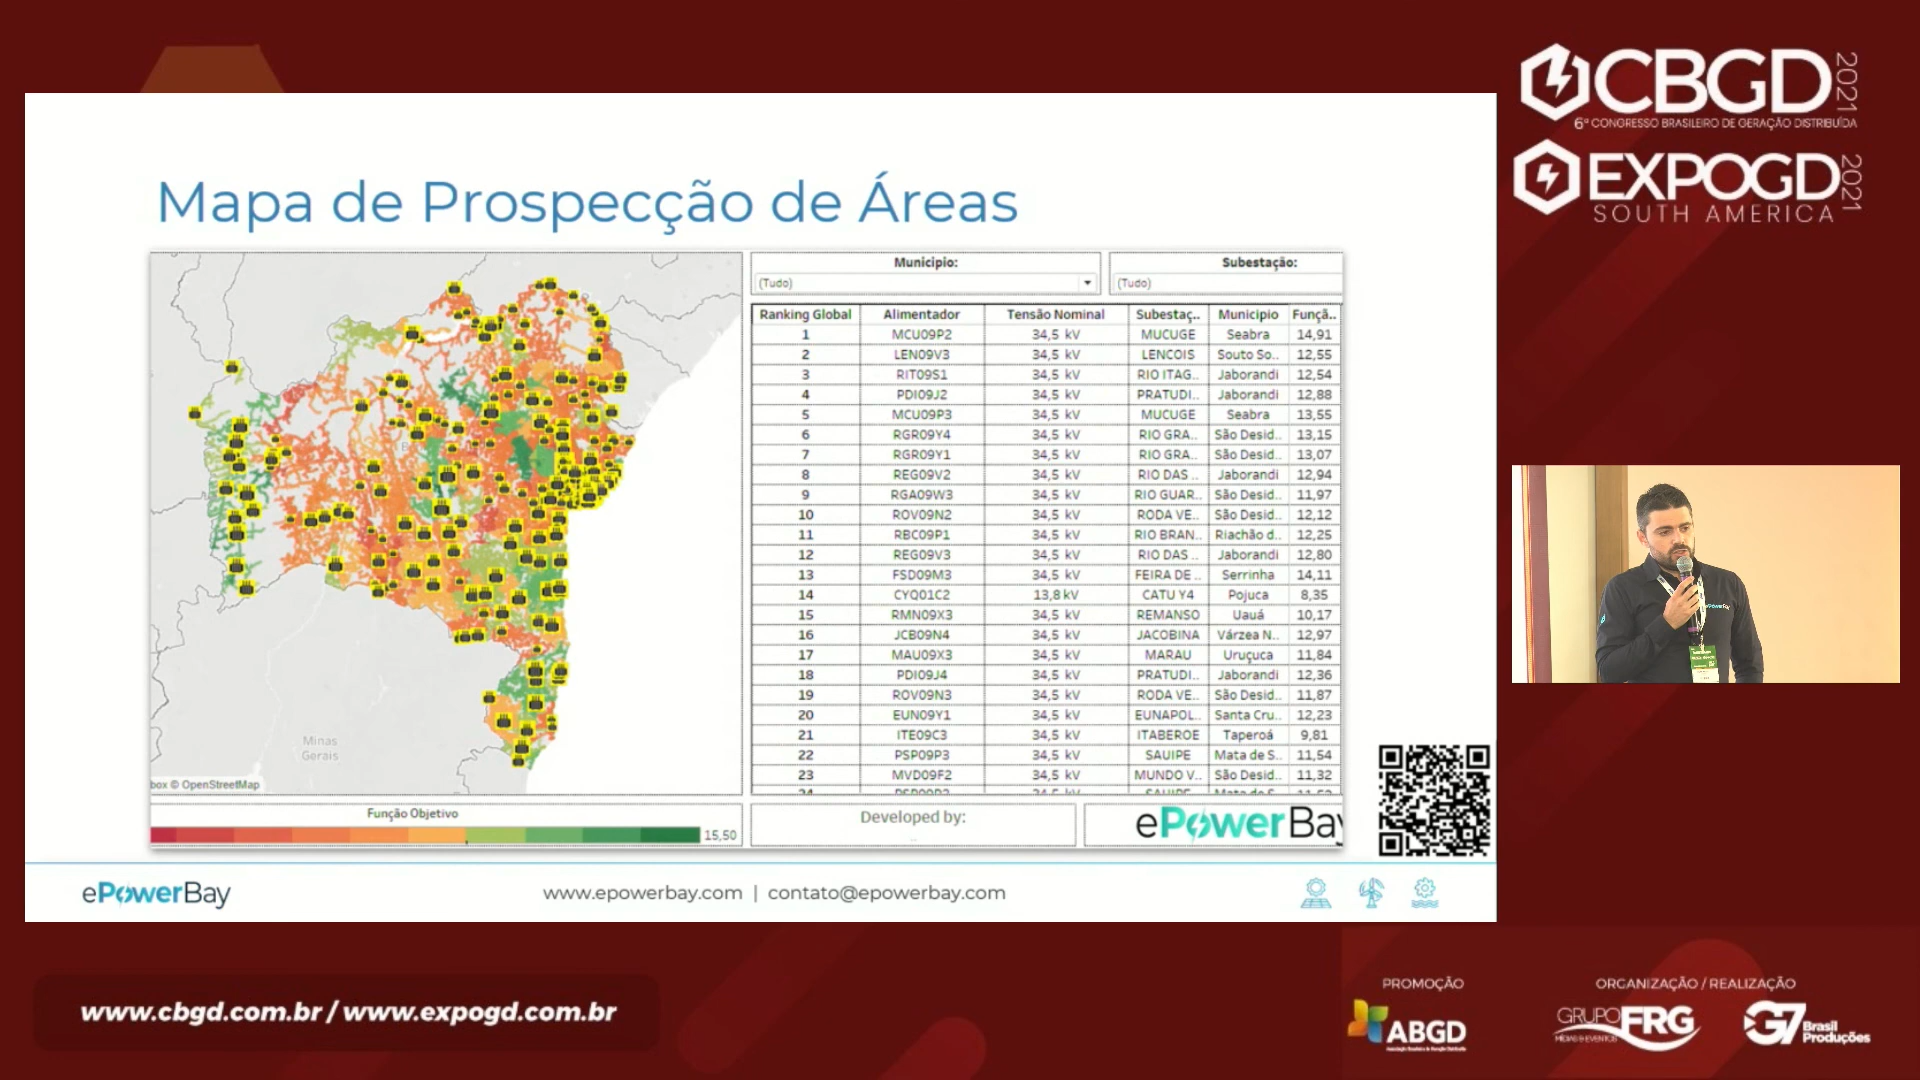 CBGD 2021
6º CONGRESSO BRASILEIRO DE GERAÇÃO DISTRIBUÍDA
EXPOGD 2021
SOUTH AMERICA
Mapa de Prospecção de Áreas
Municipio:
(Tudo)
Subestação:
(Tudo)
Ranking Global Alimentador Tensão Nominal Subestaç.. Municipio Funçã..
1 MCU09P2 34,5 kV MUCUGE Seabra 14,91
2 LEN09V3 34,5 kV LENCOIS Souto So.. 12,55
3 RIT09S1 34,5 kV RIO ITAG.. Jaborandi 12,54
4 PDI09J2 34,5 kV PRATUDI.. Jaborandi 12,88
5 MCU09P3 34,5 kV MUCUGE Seabra 13,55
6 RGR09Y4 34,5 kV RIO GRA.. São Desid.. 13,15
7 RGR09Y1 34,5 kV RIO GRA.. São Desid.. 13,07
8 REG09V2 34,5 kV RIO DAS .. Jaborandi 12,94
9 RGA09W3 34,5 kV RIO GUAR.. São Desid.. 11,97
10 ROV09N2 34,5 kV RODA VE.. São Desid.. 12,12
11 RBC09P1 34,5 kV RIO BRAN.. Riachão d.. 12,25
12 REG09V3 34,5 kV RIO DAS .. Jaborandi 12,80
13 FSD09M3 34,5 kV FEIRA DE .. Serrinha 14,11
14 CYQ01C2 13,8 kV CATU Y4 Pojuca 8,35
15 RMN09X3 34,5 kV REMANSO Uauá 10,17
16 JCB09N4 34,5 kV JACOBINA Várzea N.. 12,97
17 MAU09X3 34,5 kV MARAU Uruçuca 11,84
18 PDI09J4 34,5 kV PRATUDI.. Jaborandi 12,36
19 ROV09N3 34,5 kV RODA VE.. São Desid.. 11,87
20 EUN09Y1 34,5 kV EUNAPOL.. Santa Cru.. 12,23
21 ITE09C3 34,5 kV ITABEROE Taperoá 9,81
22 PSP09P3 34,5 kV SAUIPE Mata de S.. 11,54
23 MVD09F2 34,5 kV MUNDO V.. São Desid.. 11,32
Minas
Gerais
box © OpenStreetMap
Função Objetivo
15,50
Developed by:
ePowerBay
ePowerBay
www.epowerbay.com | contato@epowerbay.com
www.cbgd.com.br / www.expogd.com.br
PROMOÇÃO
ABGD
ORGANIZAÇÃO / REALIZAÇÃO
GRUPO FRG
MÍDIAS & EVENTOS
G7 Brasil Produções